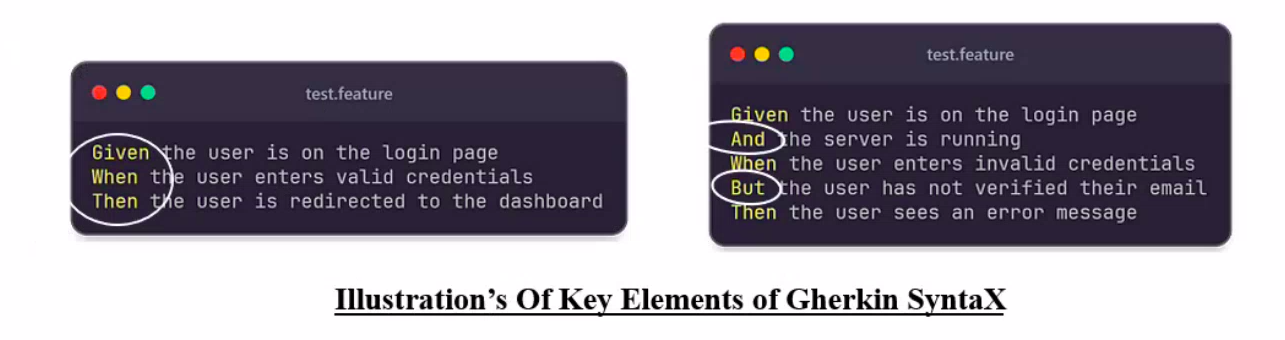 test.feature
Given the user is on the login page
When the user enters valid credentials
Then the user is redirected to the dashboard
test.feature
Given the user is on the login page
And the server is running
When the user enters invalid credentials
But the user has not verified their email
Then the user sees an error message
Illustration’s Of Key Elements of Gherkin SyntaX